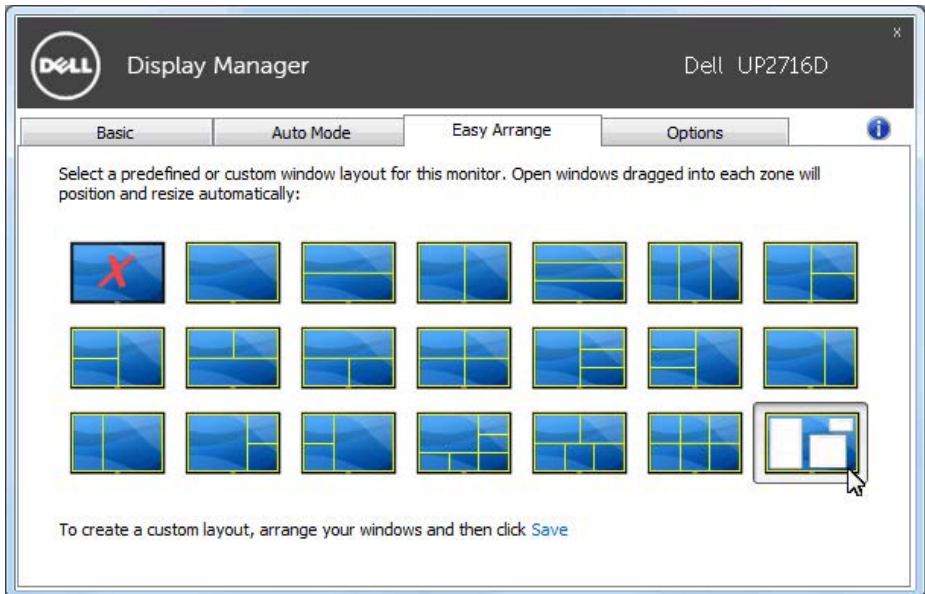 DELL Display Manager Dell UP2716D x
Basic Auto Mode Easy Arrange Options i
Select a predefined or custom window layout for this monitor. Open windows dragged into each zone will
position and resize automatically:
X
To create a custom layout, arrange your windows and then click Save